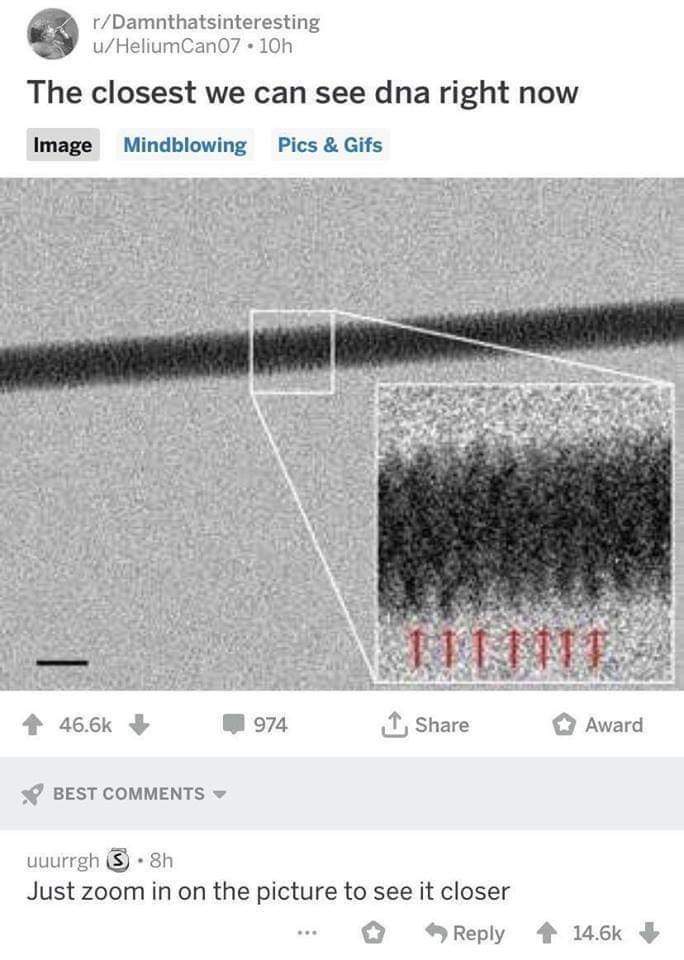 r/Damnthatsinteresting
u/HeliumCan07 • 10h
The closest we can see dna right now
Image Mindblowing Pics & Gifs
46.6k 974 Share Award
BEST COMMENTS
uuurrgh S • 8h
Just zoom in on the picture to see it closer
... Reply 14.6k